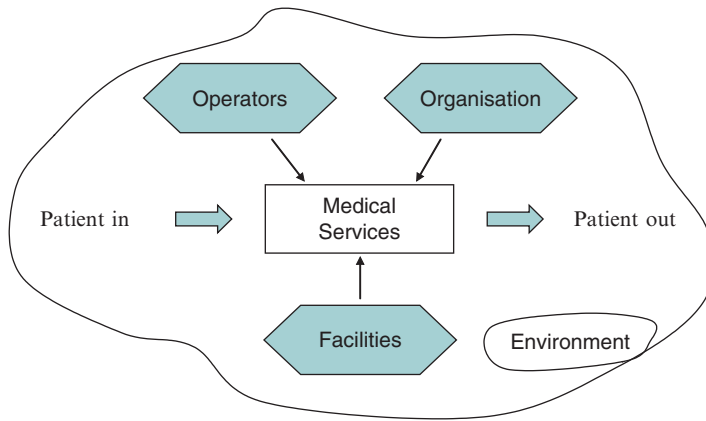 Operators
Organisation
Patient in
Medical
Services
Patient out
Facilities
Environment